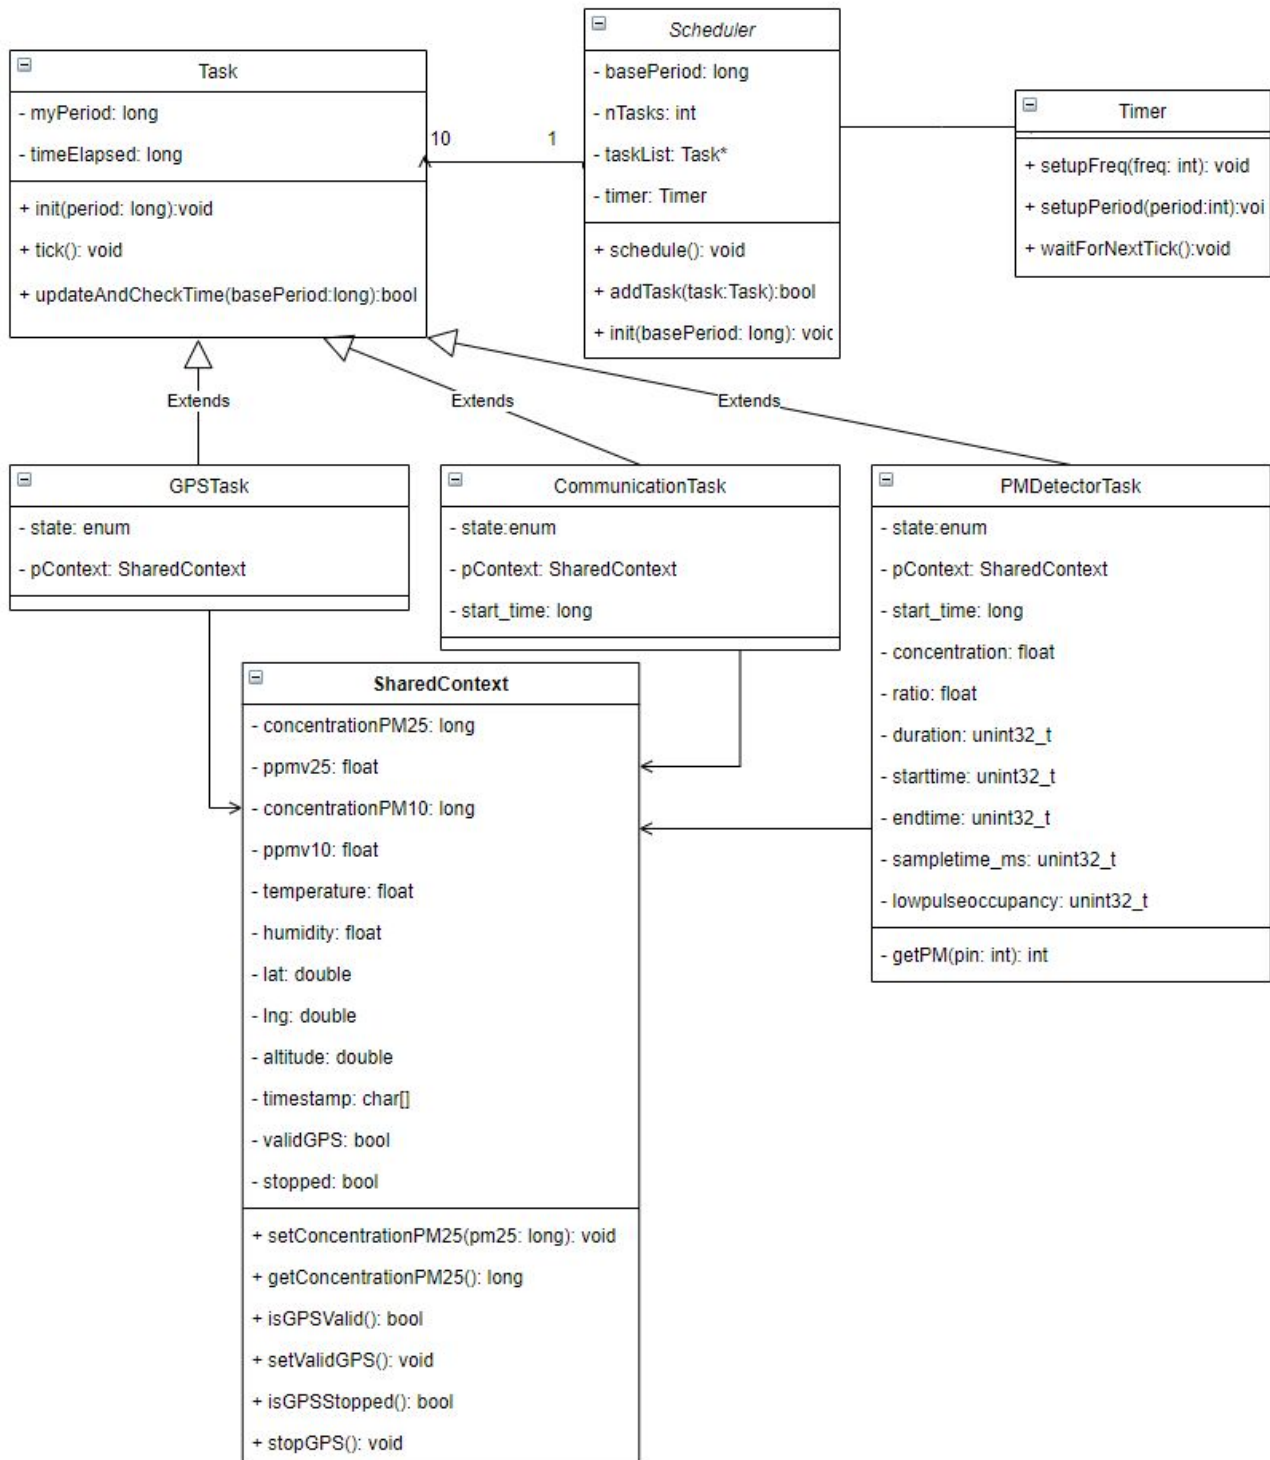 Task
- myPeriod: long
- timeElapsed: long
+ init(period: long):void
+ tick(): void
+ updateAndCheckTime(basePeriod:long):bool
10
1
Scheduler
- basePeriod: long
- nTasks: int
- taskList: Task*
- timer: Timer
+ schedule(): void
+ addTask(task:Task):bool
+ init(basePeriod: long): voic
Timer
+ setupFreq(freq: int): void
+ setupPeriod(period:int):voi
+ waitForNextTick():void
Extends
Extends
Extends
GPSTask
- state: enum
- pContext: SharedContext
CommunicationTask
- state:enum
- pContext: SharedContext
- start_time: long
PMDetectorTask
- state:enum
- pContext: SharedContext
- start_time: long
- concentration: float
- ratio: float
- duration: unint32_t
- starttime: unint32_t
- endtime: unint32_t
- sampletime_ms: unint32_t
- lowpulseoccupancy: unint32_t
- getPM(pin: int): int
SharedContext
- concentrationPM25: long
- ppmv25: float
- concentrationPM10: long
- ppmv10: float
- temperature: float
- humidity: float
- lat: double
- lng: double
- altitude: double
- timestamp: char[]
- validGPS: bool
- stopped: bool
+ setConcentrationPM25(pm25: long): void
+ getConcentrationPM25(): long
+ isGPSValid(): bool
+ setValidGPS(): void
+ isGPSStopped(): bool
+ stopGPS(): void